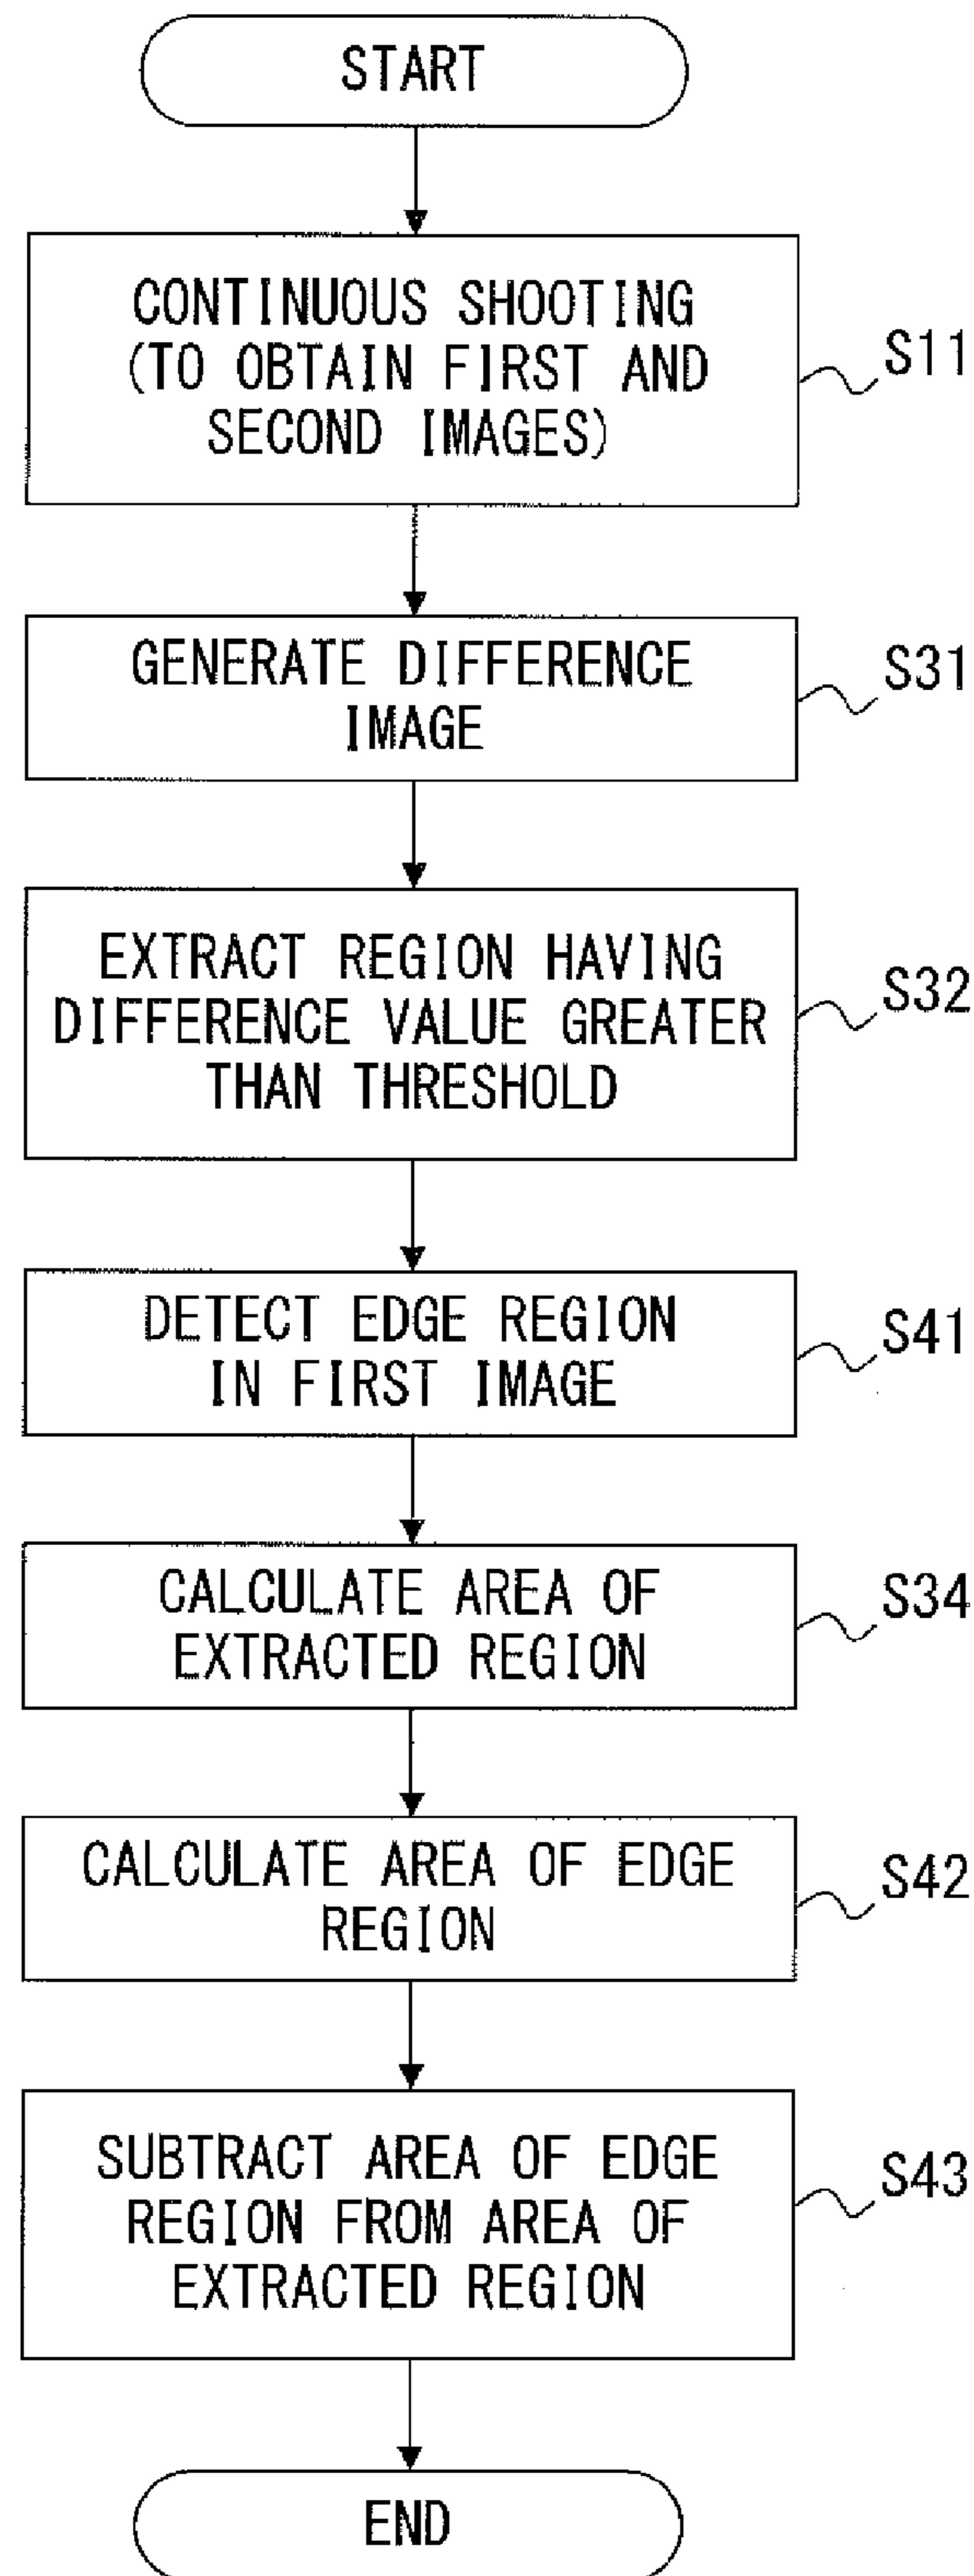 START
CONTINUOUS SHOOTING
(TO OBTAIN FIRST AND
SECOND IMAGES)
S11
GENERATE DIFFERENCE
IMAGE
S31
EXTRACT REGION HAVING
DIFFERENCE VALUE GREATER
THAN THRESHOLD
S32
DETECT EDGE REGION
IN FIRST IMAGE
S41
CALCULATE AREA OF
EXTRACTED REGION
S34
CALCULATE AREA OF EDGE
REGION
S42
SUBTRACT AREA OF EDGE
REGION FROM AREA OF
EXTRACTED REGION
S43
END